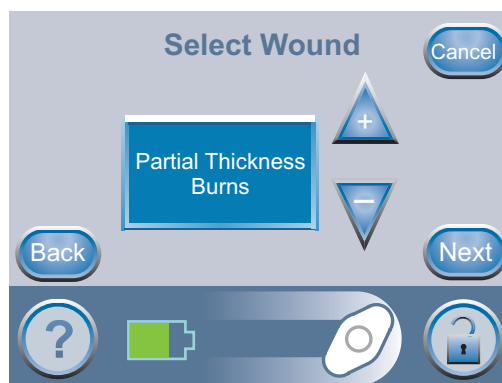 Select Wound
Cancel
+
Partial Thickness
Burns
−
Back
Next
?